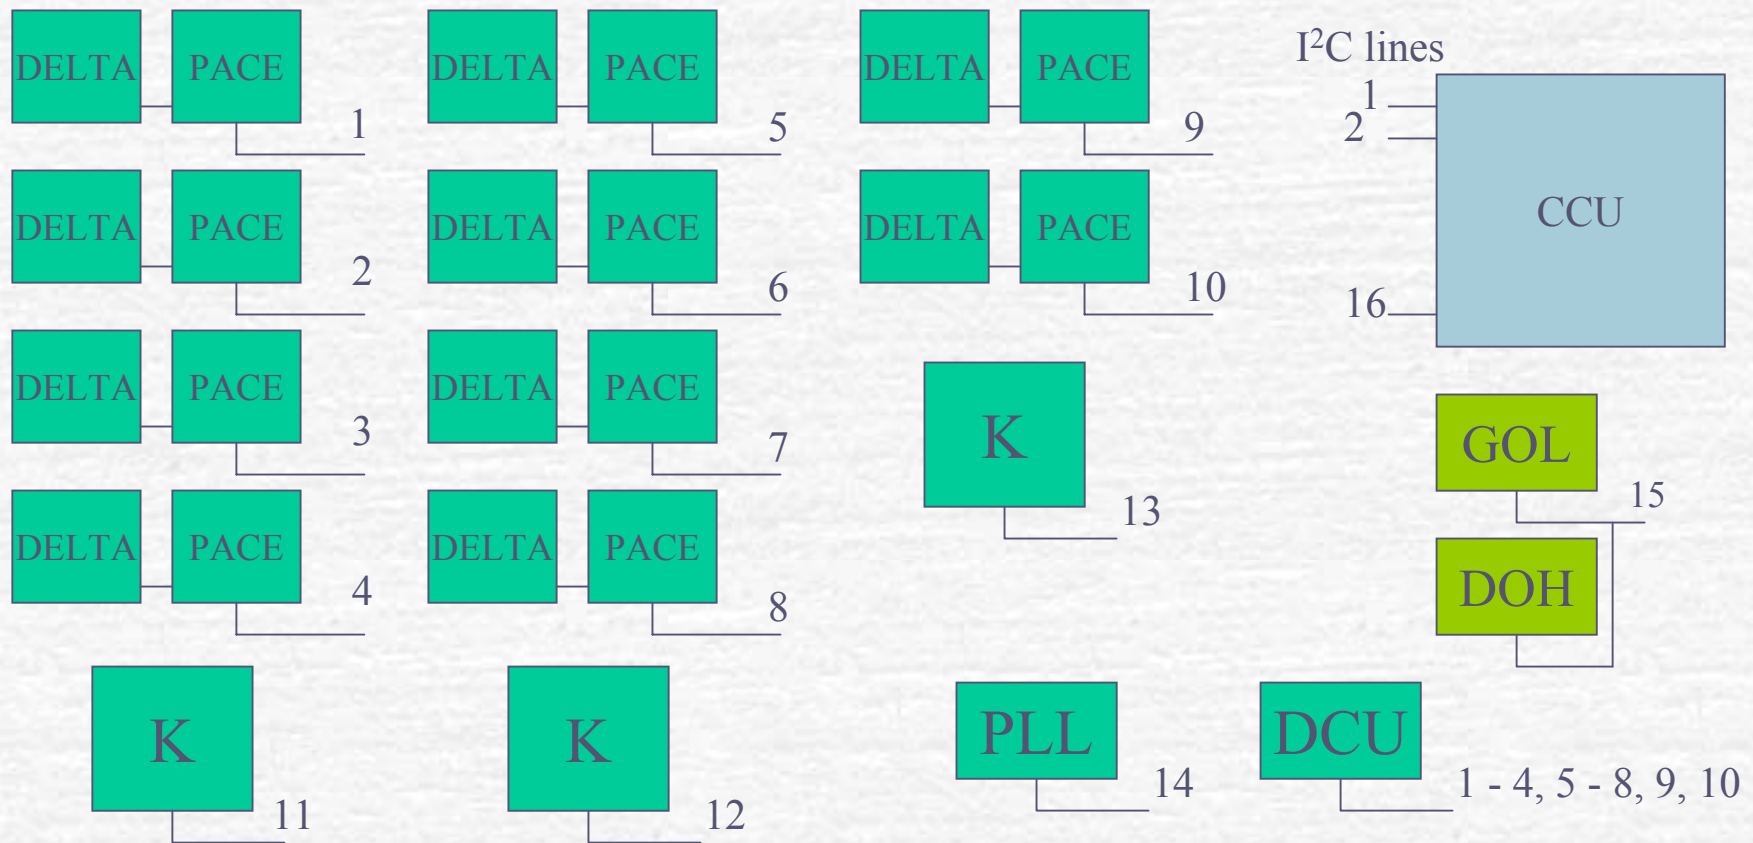 DELTA PACE 1
DELTA PACE 5
DELTA PACE 9
I²C lines
1
2
16
CCU
DELTA PACE 2
DELTA PACE 6
DELTA PACE 10
DELTA PACE 3
DELTA PACE 7
K 13
GOL 15
DELTA PACE 4
DELTA PACE 8
DOH
K 11
K 12
PLL 14
DCU 1 - 4, 5 - 8, 9, 10